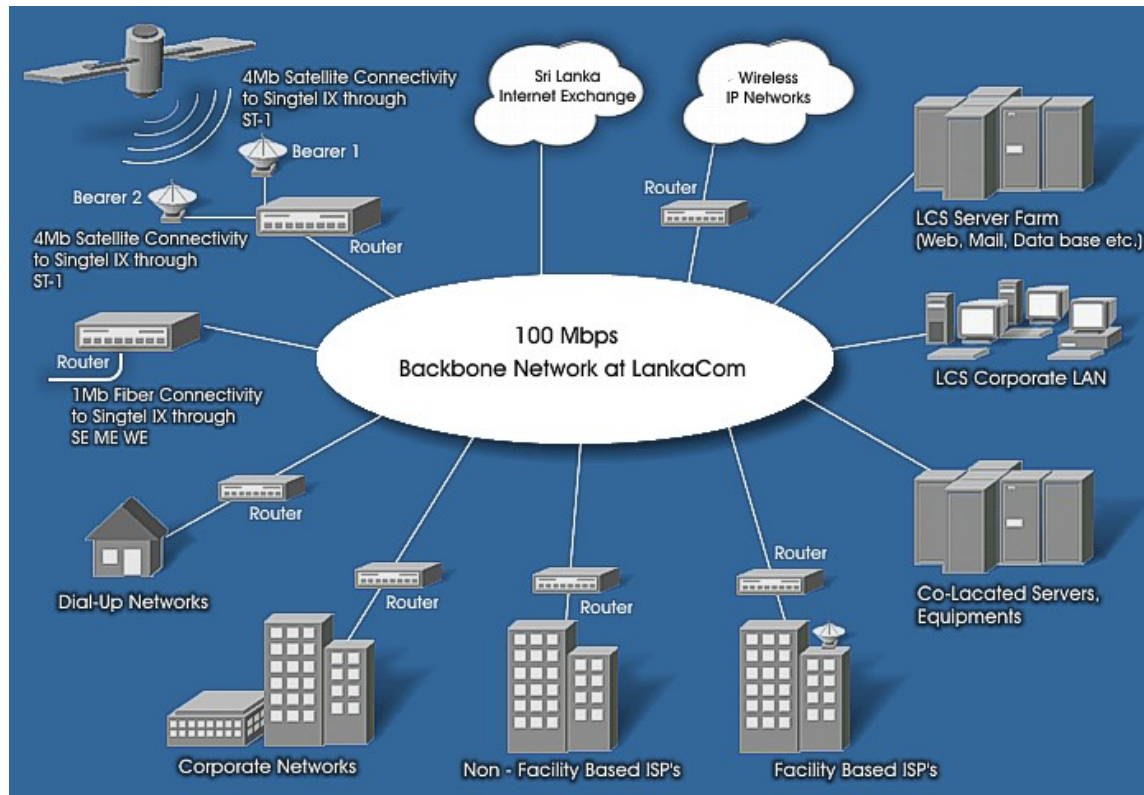 4Mb Satellite Connectivity
to Singtel IX through
ST-1
Bearer 1
Bearer 2
4Mb Satellite Connectivity
to Singtel IX through
ST-1
Router
Sri Lanka
Internet Exchange
Wireless
IP Networks
Router
LCS Server Farm
(Web, Mail, Data base etc.)
100 Mbps
Backbone Network at LankaCom
Router
1Mb Fiber Connectivity
to Singtel IX through
SE ME WE
LCS Corporate LAN
Router
Dial-Up Networks
Router
Corporate Networks
Router
Non - Facility Based ISP's
Router
Facility Based ISP's
Co-Lacated Servers,
Equipments